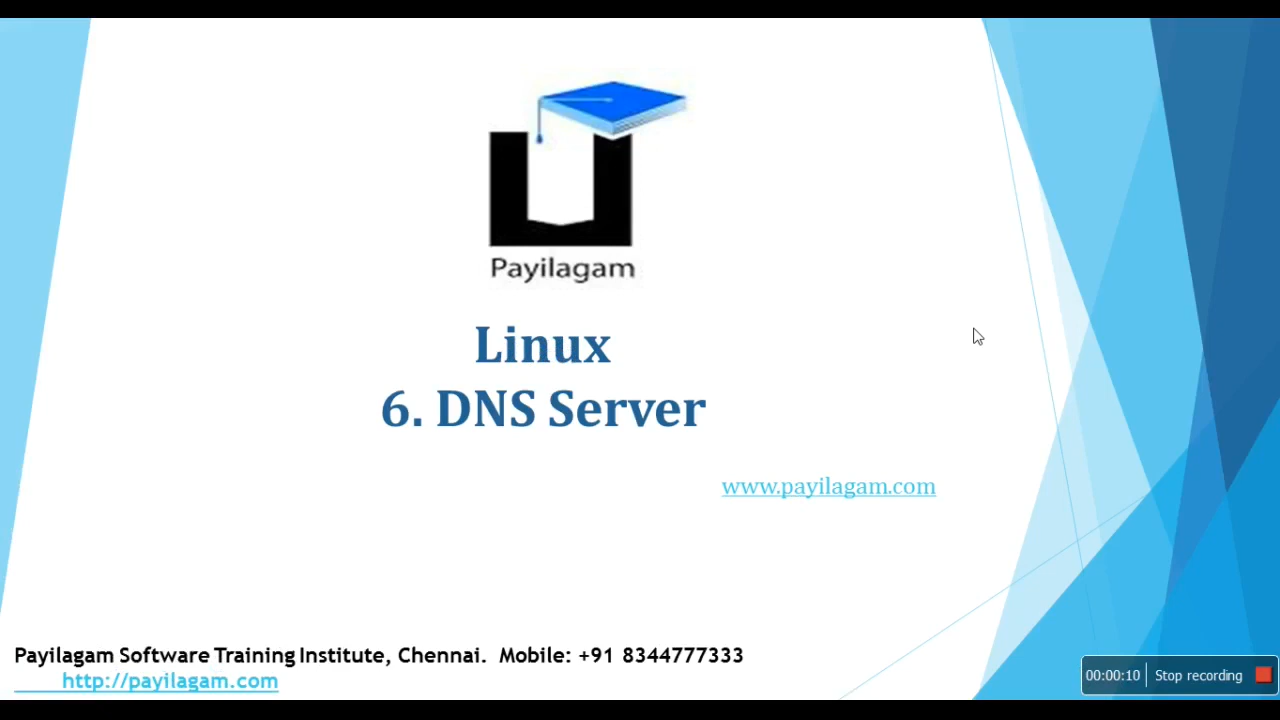 Payilagam
Linux
6. DNS Server
www.payilagam.com
Payilagam Software Training Institute, Chennai. Mobile: +91 8344777333
http://payilagam.com
00:00:10 Stop recording